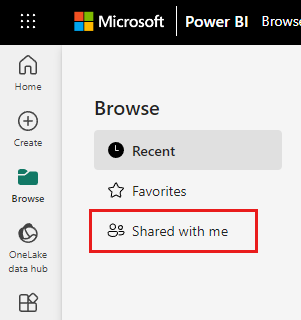 Microsoft Power BI Browse
Home
Create
Browse
OneLake
data hub
Browse
Recent
Favorites
Shared with me